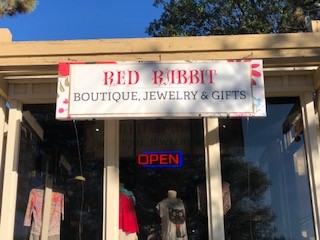 RED RABBIT
BOUTIQUE, JEWELRY & GIFTS
OPEN